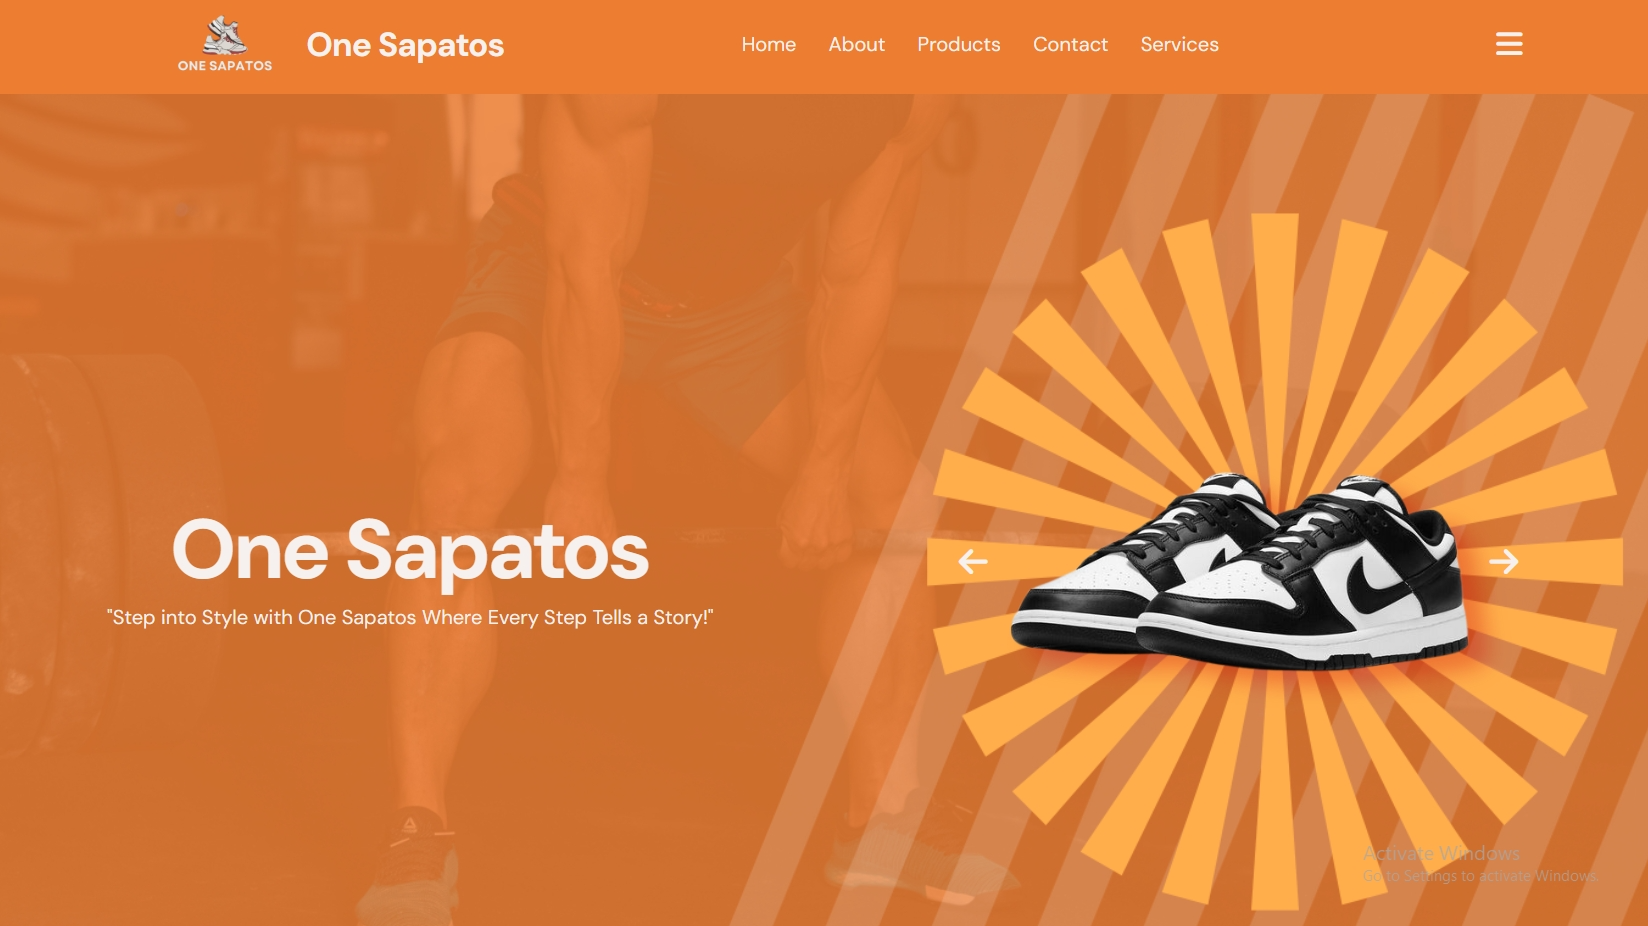 ONE SAPATOS
One Sapatos
Home About Products Contact Services
One Sapatos
"Step into Style with One Sapatos Where Every Step Tells a Story!"
Activate Windows
Go to Settings to activate Windows.